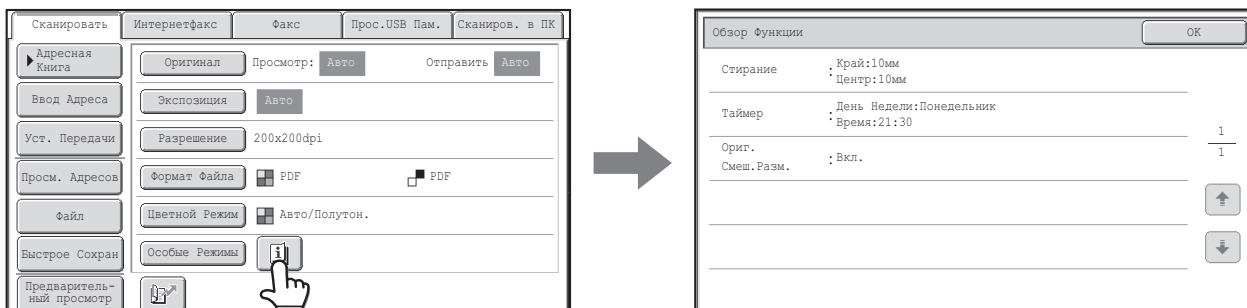 Сканировать Интернетфакс Факс Прос.USB Пам. Сканиров. в ПК
Адресная
Книга
Оригинал Просмотр: Авто Отправить Авто
Ввод Адреса Экспозиция Авто
Уст. Передачи Разрешение 200x200dpi
Просм. Адресов Формат Файла PDF PDF
Файл Цветной Режим Авто/Полутон.
Быстрое Сохран Особые Режимы
Предваритель-
ный просмотр
Обзор Функции OK
Стирание : Край:10мм
Центр:10мм
Таймер : День Недели:Понедельник
Время:21:30
Ориг.
Смеш.Разм. : Вкл.
1
1